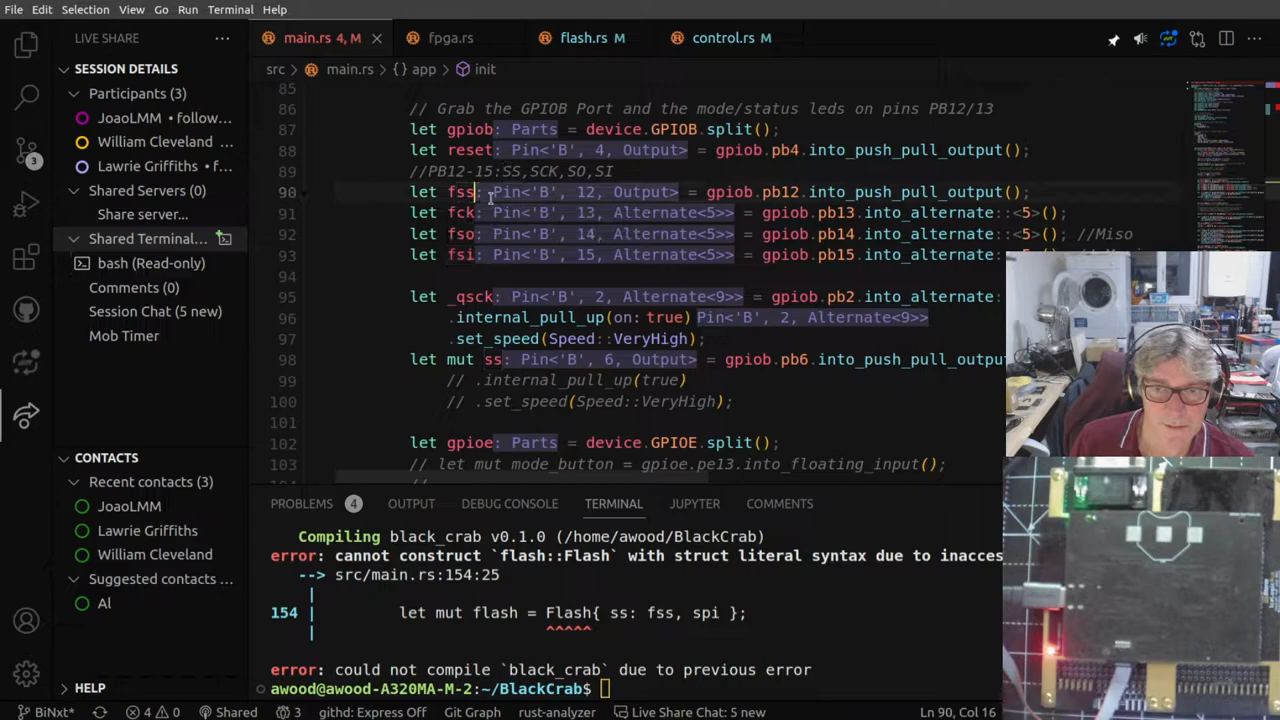 File Edit Selection View Go Run Terminal Help
LIVE SHARE ···
main.rs 4, M
fpga.rs
flash.rs M
control.rs M
SESSION DETAILS
src > main.rs > {} app > init
Participants (3)
JoaoLMM • follow...
William Cleveland
Lawrie Griffiths • f...
Shared Servers (0)
Share server...
Shared Terminal...
bash (Read-only)
Comments (0)
Session Chat (5 new)
Mob Timer
3
85
86 // Grab the GPIOB Port and the mode/status leds on pins PB12/13
87 let gpiob: Parts = device.GPIOB.split();
88 let reset: Pin<'B', 4, Output> = gpiob.pb4.into_push_pull_output();
89 //PB12-15:SS,SCK,SO,SI
90 let fss: Pin<'B', 12, Output> = gpiob.pb12.into_push_pull_output();
91 let fck: Pin<'B', 13, Alternate<5>> = gpiob.pb13.into_alternate::<5>();
92 let fso: Pin<'B', 14, Alternate<5>> = gpiob.pb14.into_alternate::<5>(); //Miso
93 let fsi: Pin<'B', 15, Alternate<5>> = gpiob.pb15.into_alternate
95 let _qsck: Pin<'B', 2, Alternate<9>> = gpiob.pb2.into_alternate:
96 .internal_pull_up(on: true) Pin<'B', 2, Alternate<9>>
97 .set_speed(Speed::VeryHigh);
98 let mut ss: Pin<'B', 6, Output> = gpiob.pb6.into_push_pull_outpu
99 // .internal_pull_up(true)
100 // .set_speed(Speed::VeryHigh);
101
102 let gpioe: Parts = device.GPIOE.split();
103 // let mut mode_button = gpioe.pe13.into_floating_input();
CONTACTS
Recent contacts (3)
JoaoLMM
Lawrie Griffiths
William Cleveland
Suggested contacts ...
Al
HELP
PROBLEMS 4 OUTPUT DEBUG CONSOLE TERMINAL JUPYTER COMMENTS
Compiling black_crab v0.1.0 (/home/awood/BlackCrab)
error: cannot construct `flash::Flash` with struct literal syntax due to inacces
--> src/main.rs:154:25
|
154 | let mut flash = Flash{ ss: fss, spi };
| ^^^^^
error: could not compile `black_crab` due to previous error
awood@awood-A320MA-M-2:~/BlackCrab$
BiNxt* 4 0 Shared 3 githd: Express Off Git Graph rust-analyzer Live Share Chat: 5 new Ln 90, Col 16